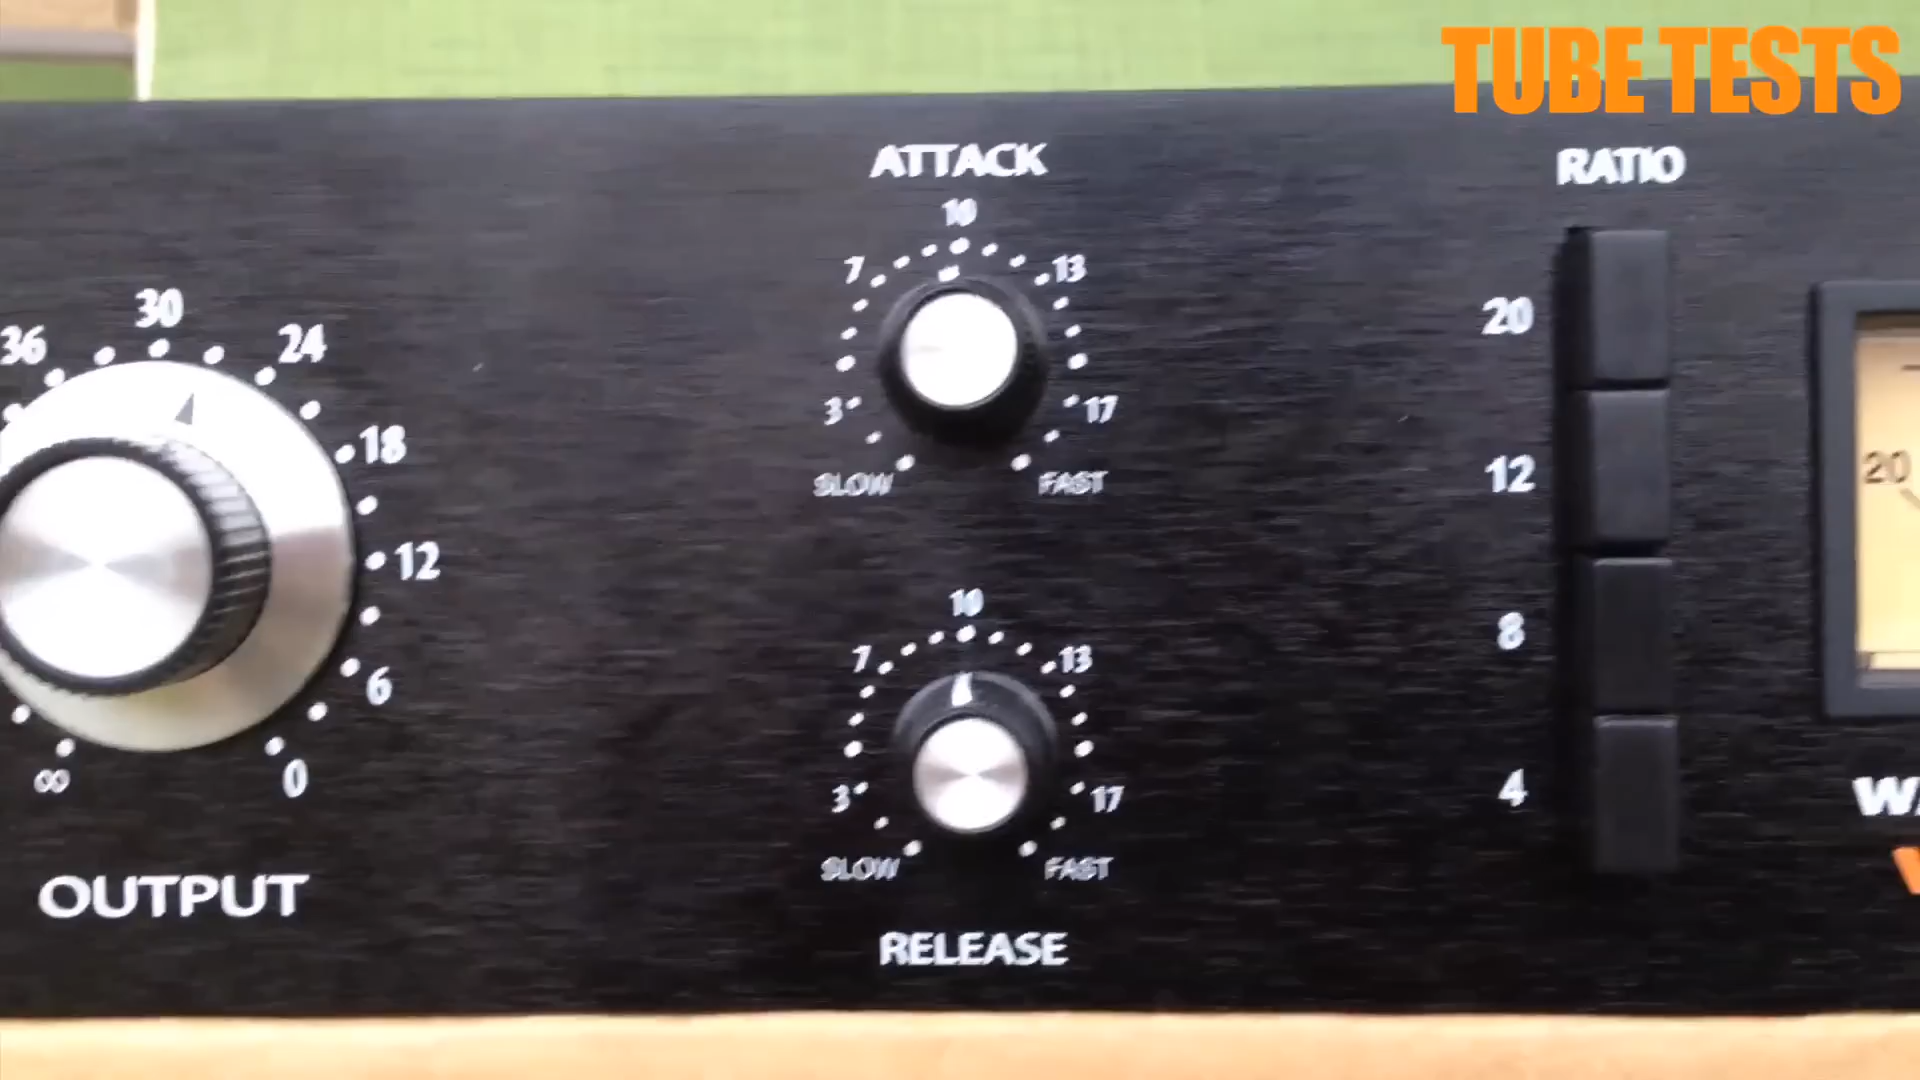 TUBE TESTS
ATTACK
RATIO
10
7
13
3
17
SLOW
FAST
36
30
24
18
12
6
0
∞
OUTPUT
10
7
13
3
17
SLOW
FAST
RELEASE
20
12
8
4
20